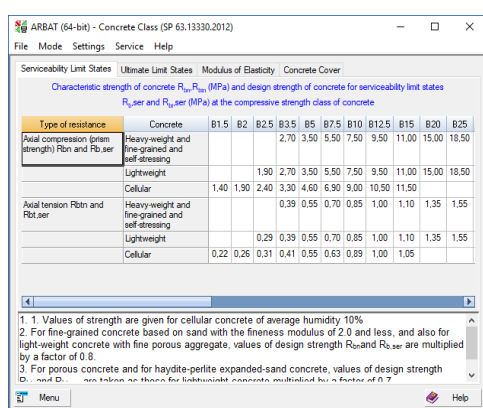 ARBAT (64-bit) - Concrete Class (SP 63.13330.2012)
File Mode Settings Service Help
Serviceability Limit States Ultimate Limit States Modulus of Elasticity Concrete Cover
Characteristic strength of concrete Rbn,Rbtn (MPa) and design strength of concrete for serviceability limit states
Rb,ser and Rbt,ser (MPa) at the compressive strength class of concrete
Type of resistance Concrete B1.5 B2 B2.5 B3.5 B5 B7.5 B10 B12.5 B15 B20 B25
Axial compression (prism strength) Rbn and Rb,ser Heavy-weight and fine-grained and self-stressing 2,70 3,50 5,50 7,50 9,50 11,00 15,00 18,50
Lightweight 1,90 2,70 3,50 5,50 7,50 9,50 11,00 15,00 18,50
Cellular 1,40 1,90 2,40 3,30 4,60 6,90 9,00 10,50 11,50
Axial tension Rbtn and Rbt,ser Heavy-weight and fine-grained and self-stressing 0,39 0,55 0,70 0,85 1,00 1,10 1,35 1,55
Lightweight 0,29 0,39 0,55 0,70 0,85 1,00 1,10 1,35 1,55
Cellular 0,22 0,26 0,31 0,41 0,55 0,63 0,89 1,00 1,05
1. 1. Values of strength are given for cellular concrete of average humidity 10%
2. For fine-grained concrete based on sand with the fineness modulus of 2.0 and less, and also for
light-weight concrete with fine porous aggregate, values of design strength Rbnand Rb,ser are multiplied
by a factor of 0.8.
3. For porous concrete and for haydite-perlite expanded-sand concrete, values of design strength
are taken as those for lightweight concrete multiplied by a factor of 0.7
Menu Help